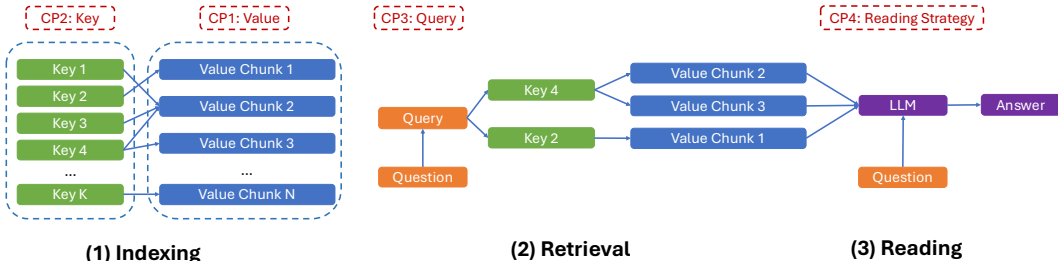 CP2: Key
CP1: Value
Key 1
Key 2
Key 3
Key 4
...
Key K
Value Chunk 1
Value Chunk 2
Value Chunk 3
...
Value Chunk N
(1) Indexing
CP3: Query
Query
Question
Key 4
Key 2
Value Chunk 2
Value Chunk 3
Value Chunk 1
(2) Retrieval
CP4: Reading Strategy
LLM
Answer
Question
(3) Reading